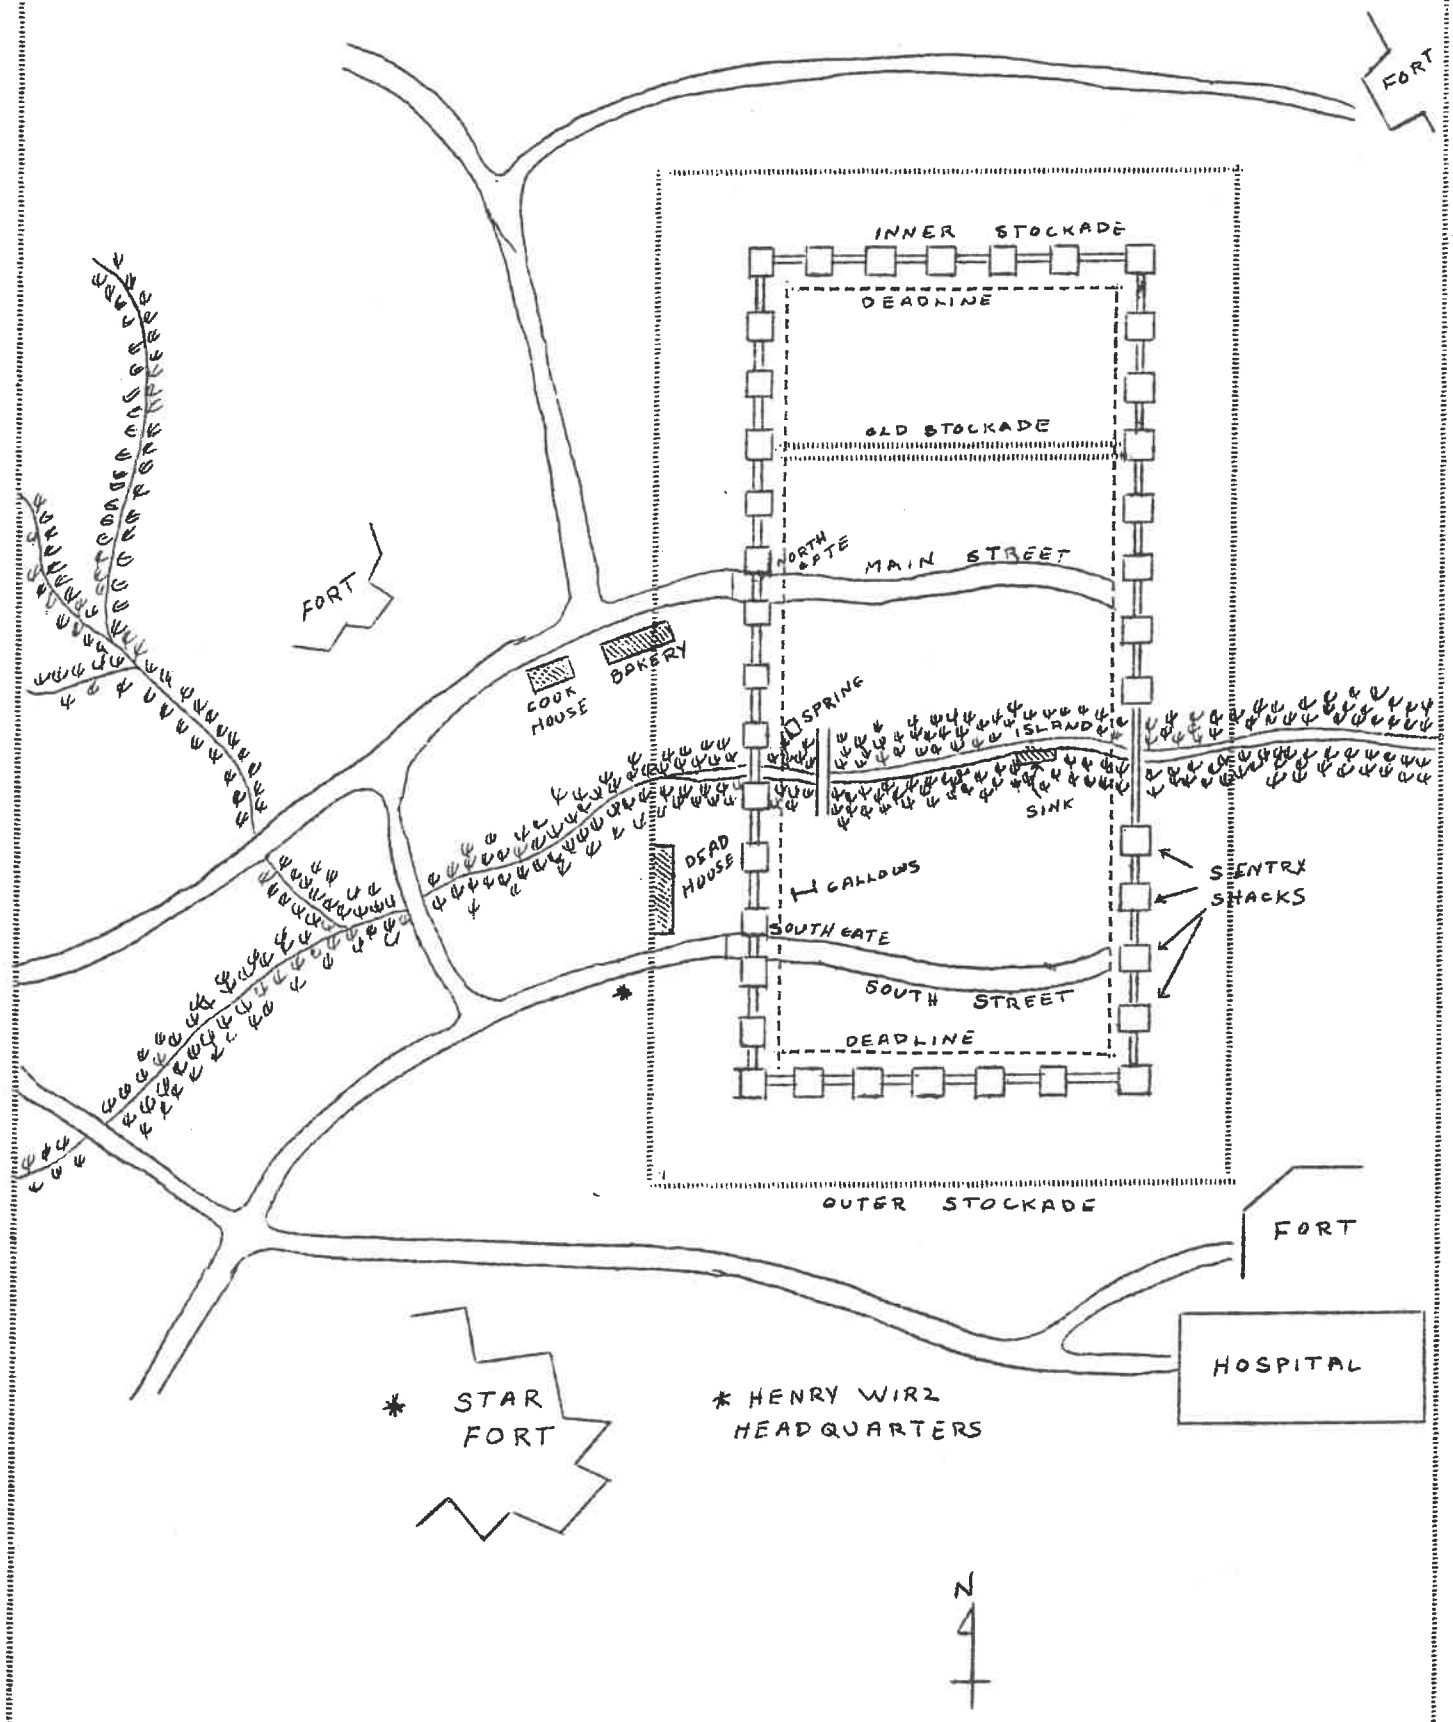 FORT
INNER STOCKADE
DEADLINE
OLD STOCKADE
NORTH
GATE
MAIN STREET
FORT
BAKERY
COOK
HOUSE
SPRING
ISLAND
SINK
DEAD
HOUSE
GALLOWS
SENTRY
SHACKS
SOUTH GATE
SOUTH STREET
DEADLINE
OUTER STOCKADE
FORT
HOSPITAL
* STAR
FORT
* HENRY WIRZ
HEADQUARTERS
N